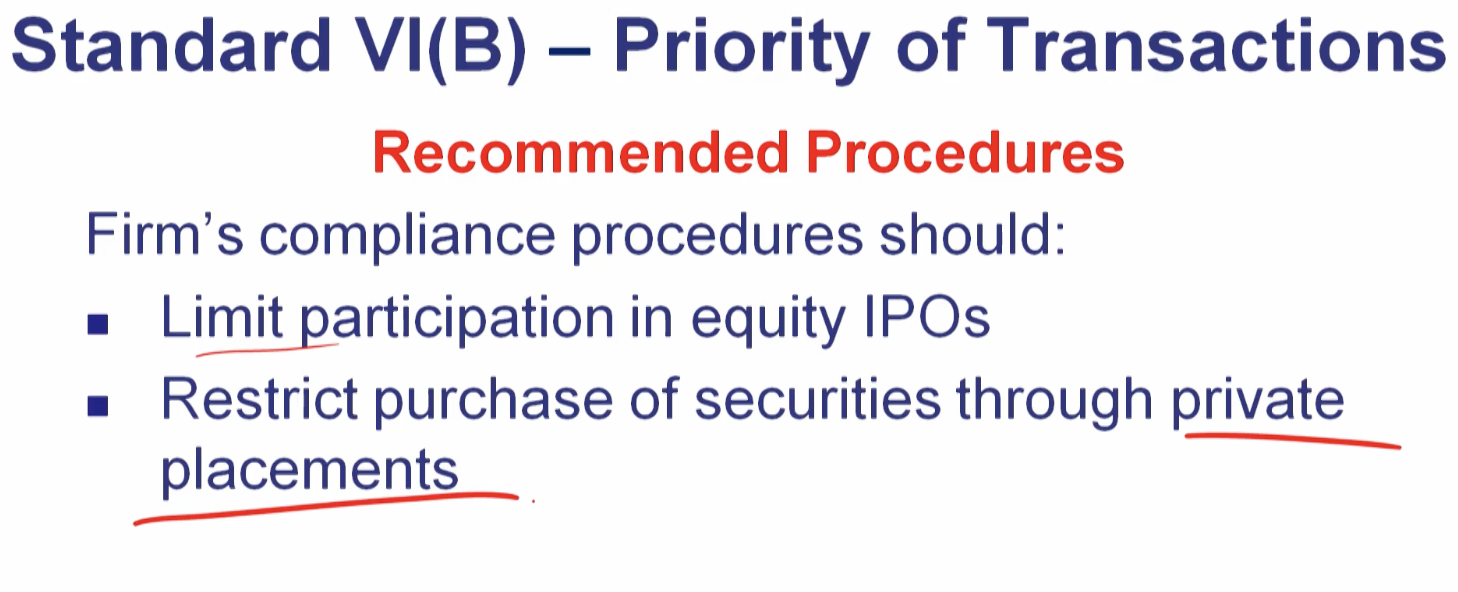 Standard VI(B) – Priority of Transactions
Recommended Procedures
Firm’s compliance procedures should:
▪ Limit participation in equity IPOs
▪ Restrict purchase of securities through private
placements